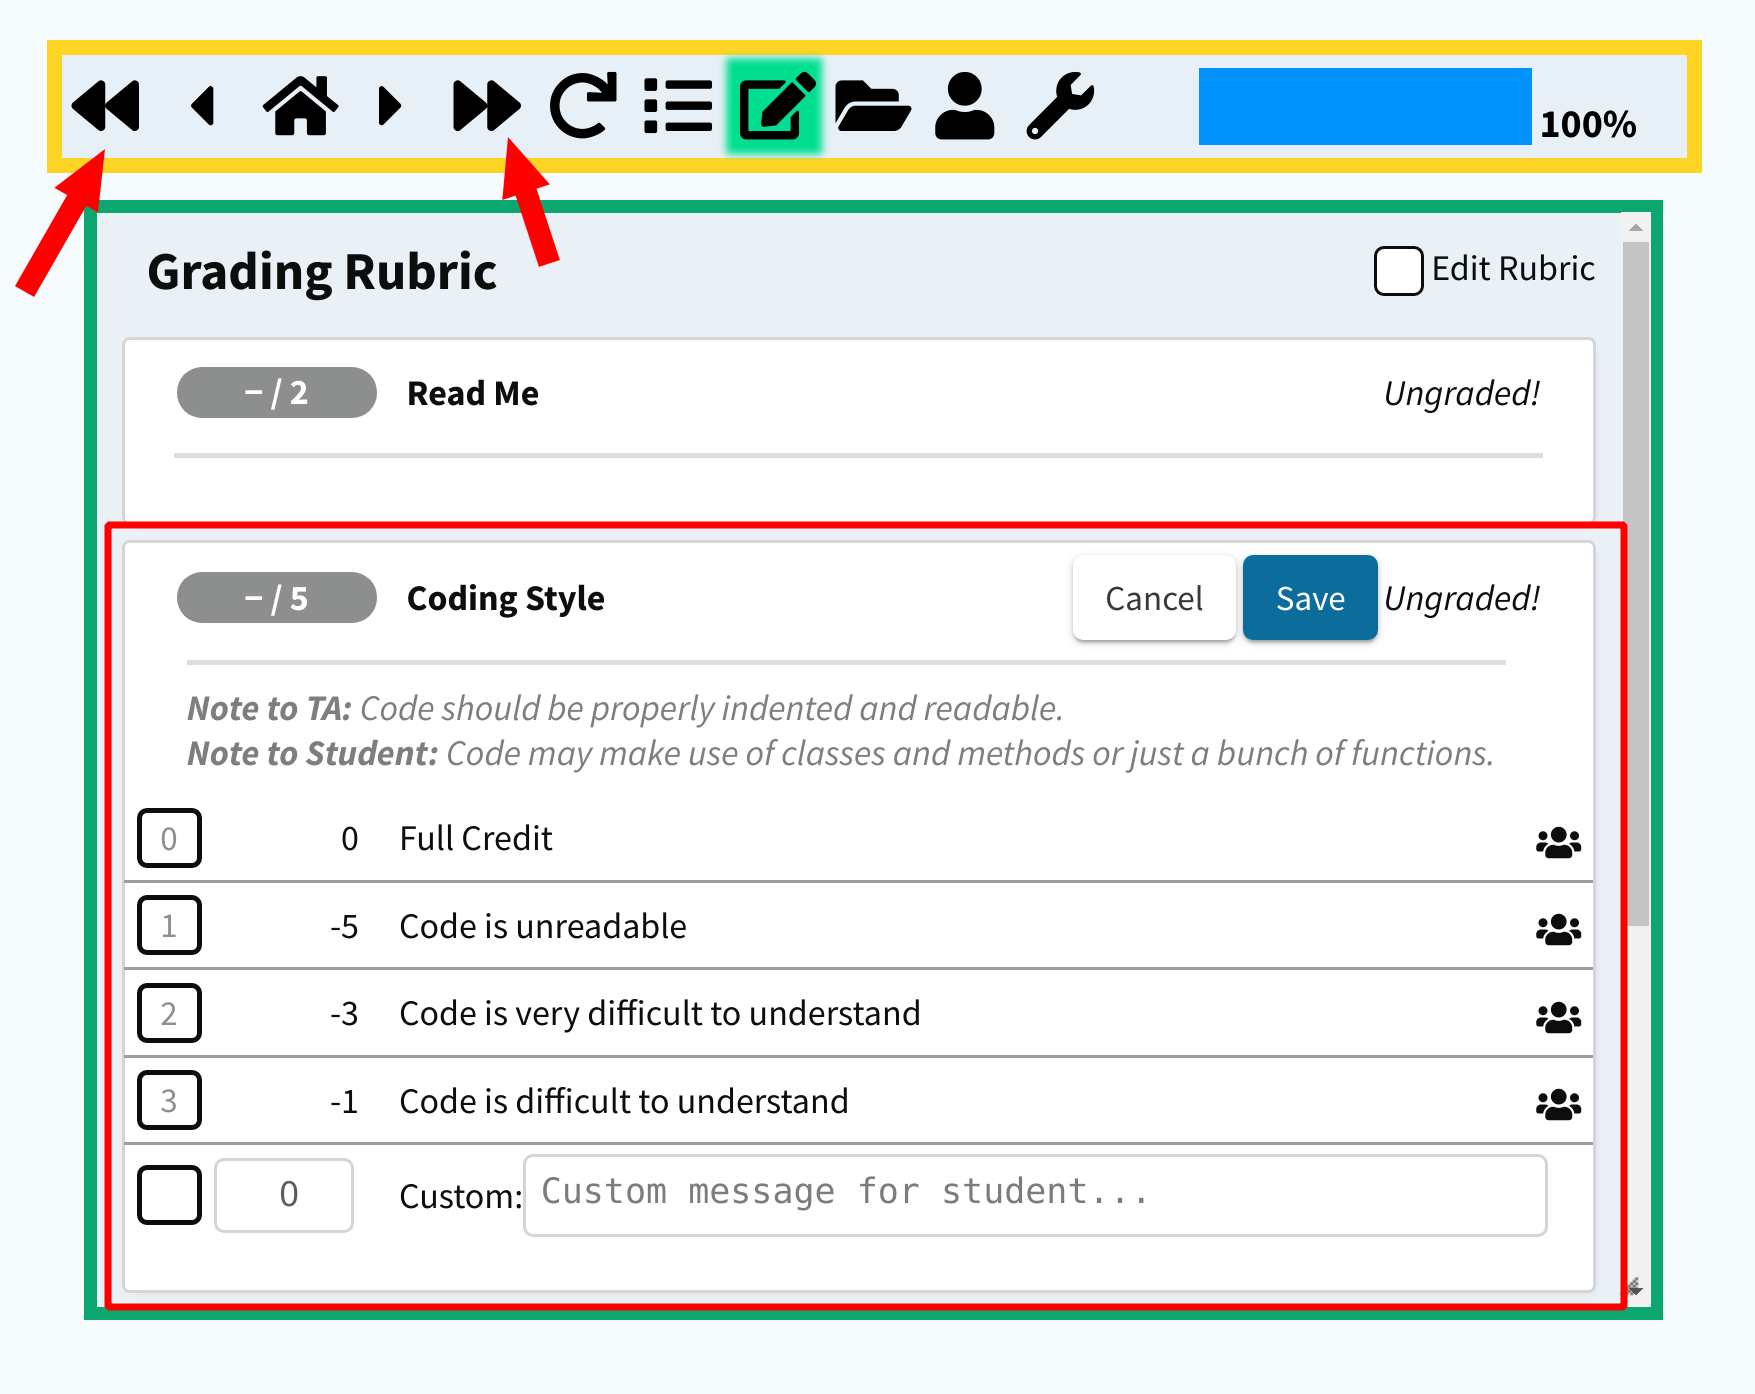 100%
Grading Rubric
Edit Rubric
– / 2 Read Me Ungraded!
– / 5 Coding Style Cancel Save Ungraded!
Note to TA: Code should be properly indented and readable.
Note to Student: Code may make use of classes and methods or just a bunch of functions.
0 0 Full Credit
1 -5 Code is unreadable
2 -3 Code is very difficult to understand
3 -1 Code is difficult to understand
0 Custom: Custom message for student...